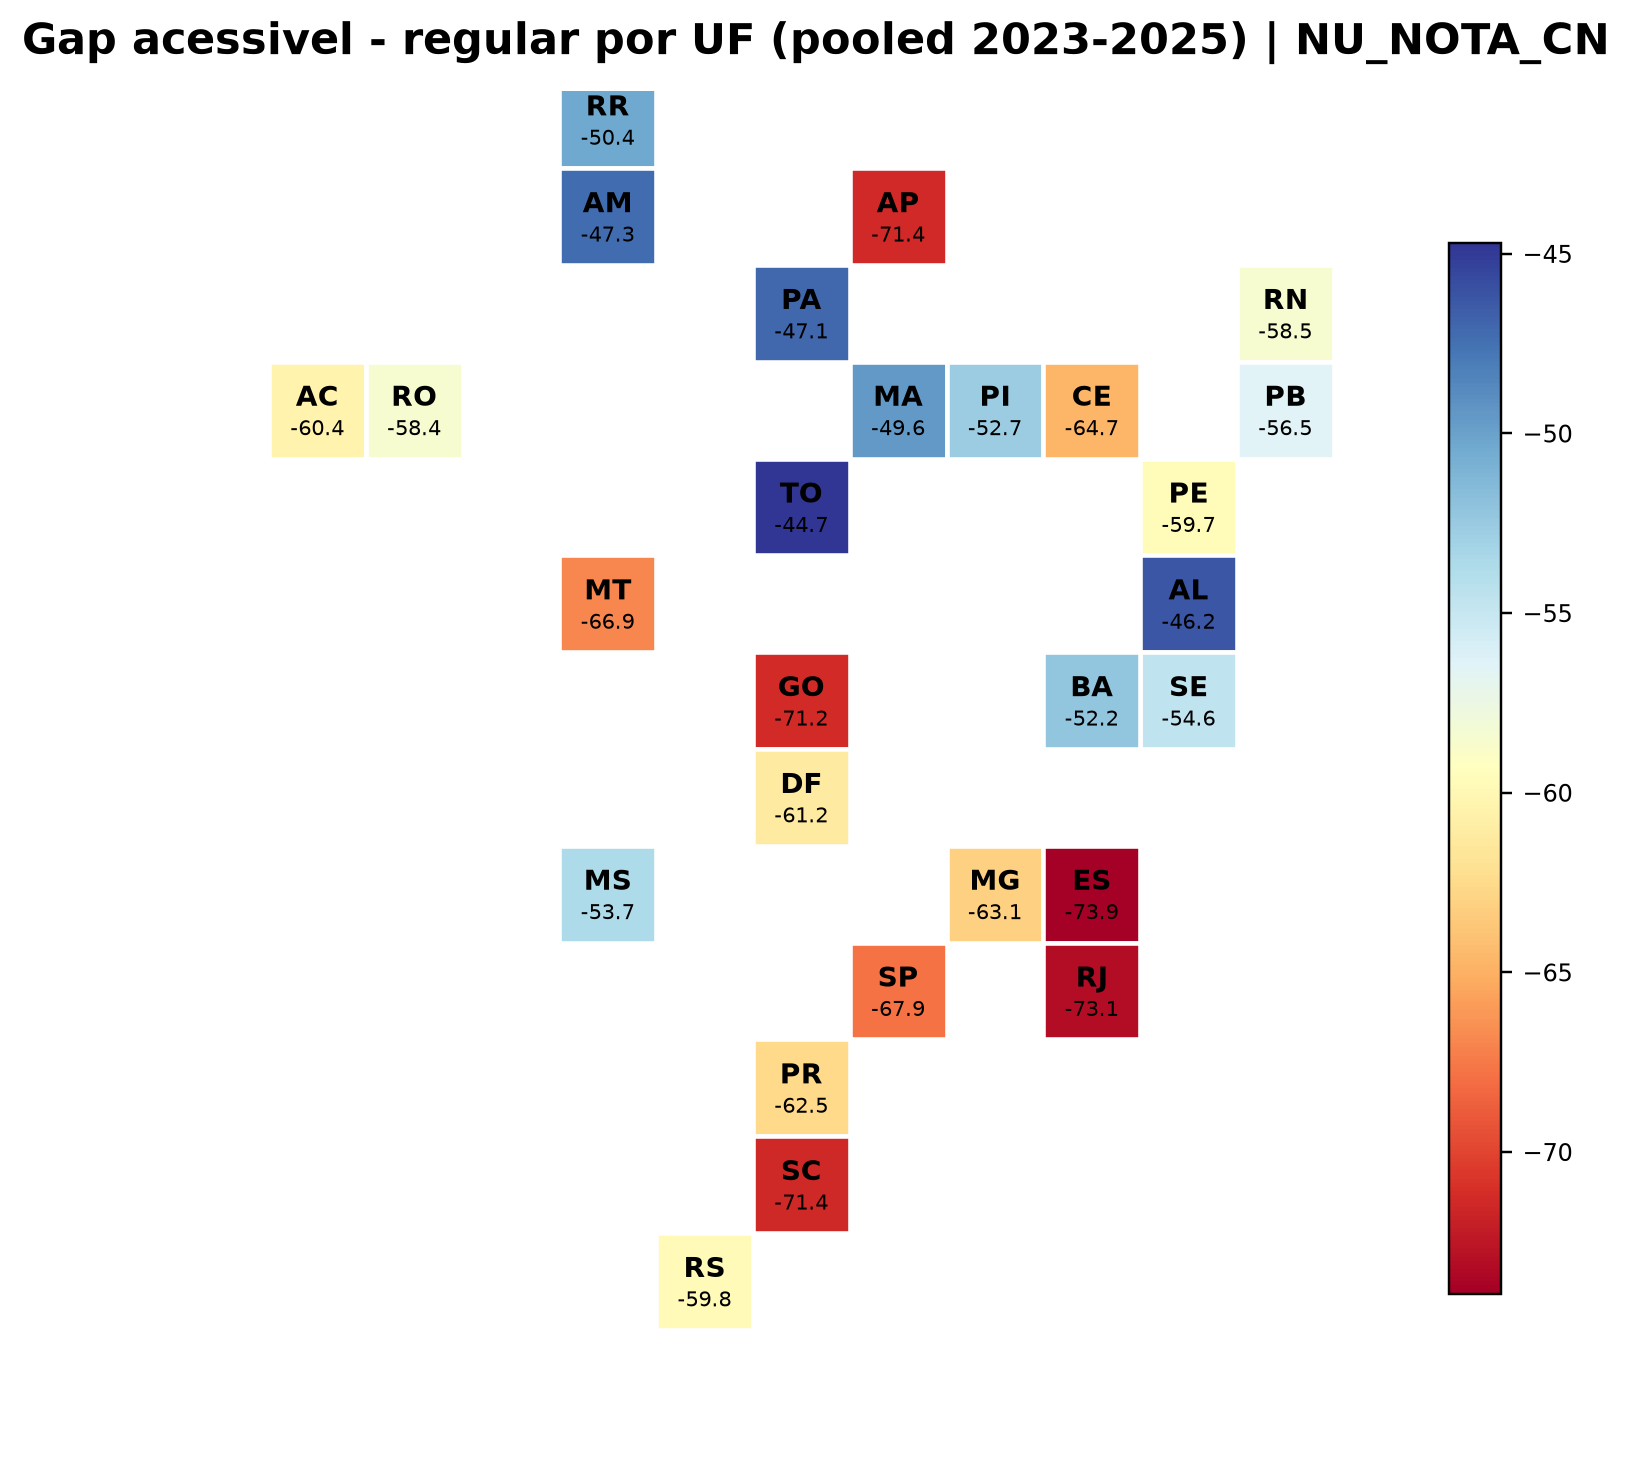 Gap acessivel - regular por UF (pooled 2023-2025) | NU_NOTA_CN
RR
-50.4
AM
-47.3
AP
-71.4
PA
-47.1
RN
-58.5
AC
-60.4
RO
-58.4
MA
-49.6
PI
-52.7
CE
-64.7
PB
-56.5
TO
-44.7
PE
-59.7
MT
-66.9
AL
-46.2
GO
-71.2
BA
-52.2
SE
-54.6
DF
-61.2
MS
-53.7
MG
-63.1
ES
-73.9
SP
-67.9
RJ
-73.1
PR
-62.5
SC
-71.4
RS
-59.8
−45
−50
−55
−60
−65
−70